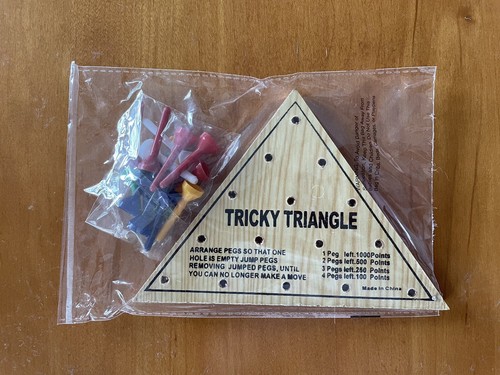 TRICKY TRIANGLE
ARRANGE PEGS SO THAT ONE
HOLE IS EMPTY JUMP PEGS
REMOVING JUMPED PEGS, UNTIL
YOU CAN NO LONGER MAKE A MOVE
1 Peg left.1000Points
2 Pegs left.500 Points
3 Pegs left.250 Points
4 Pegs left.100 Points
Made in China